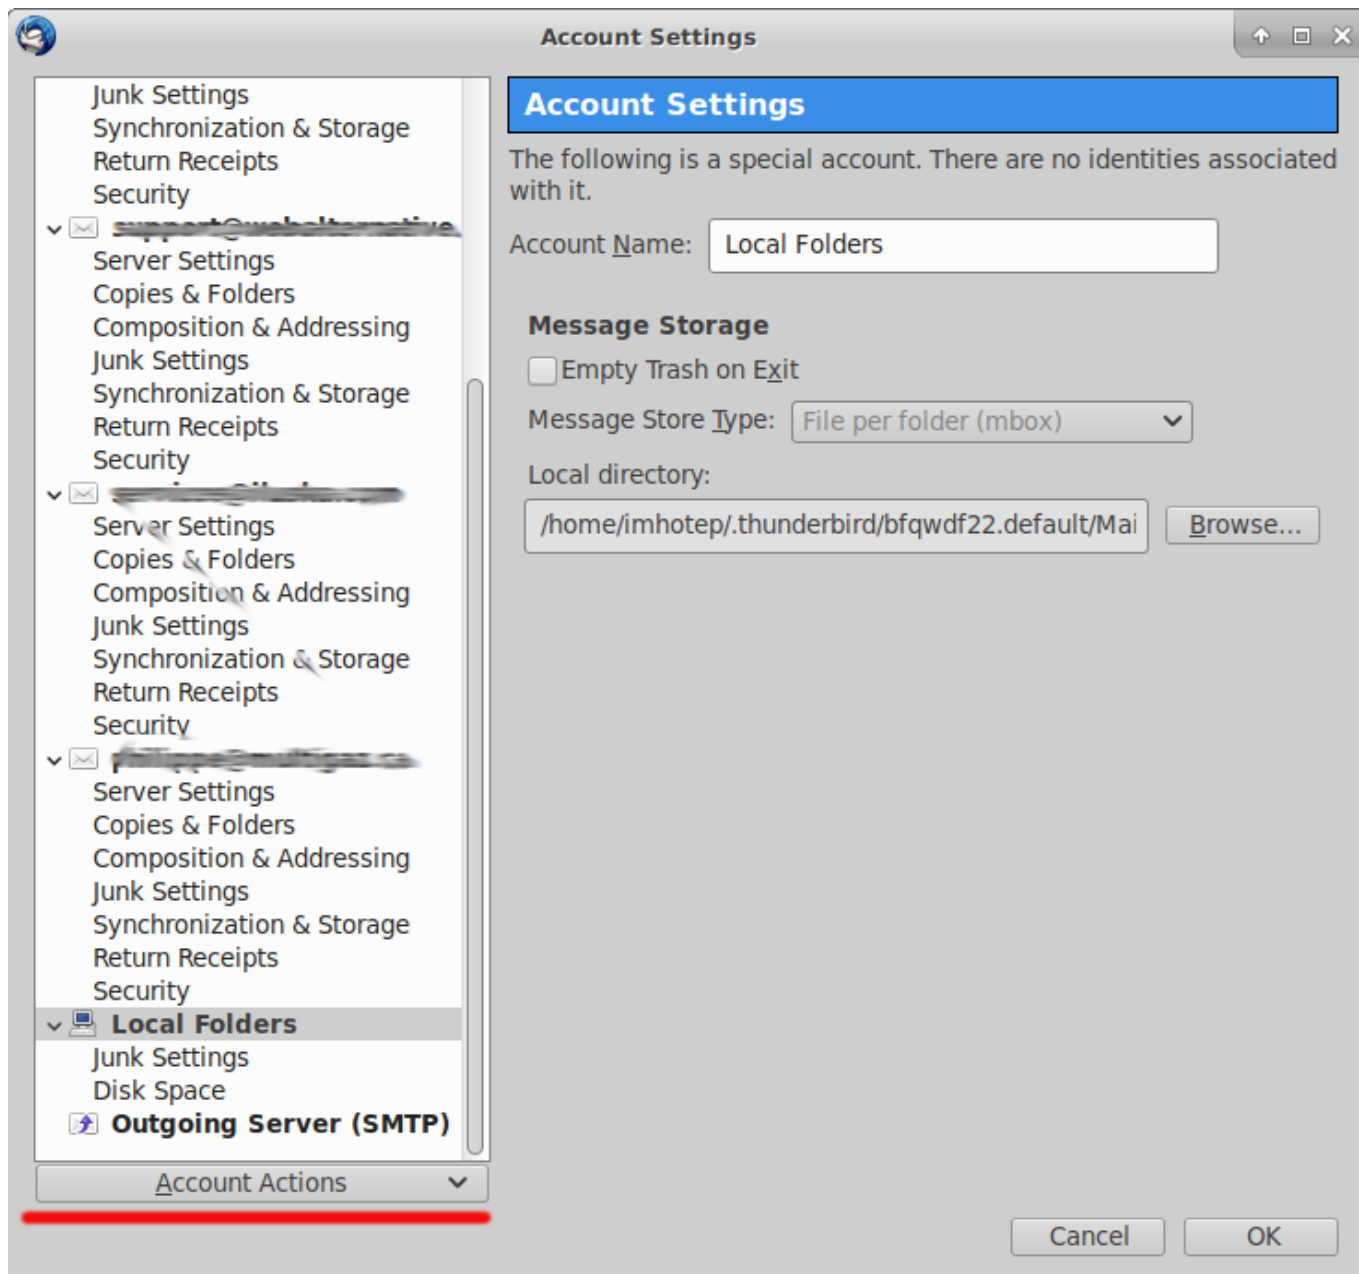 Account Settings
Junk Settings
Synchronization & Storage
Return Receipts
Security
Server Settings
Copies & Folders
Composition & Addressing
Junk Settings
Synchronization & Storage
Return Receipts
Security
Server Settings
Copies & Folders
Composition & Addressing
Junk Settings
Synchronization & Storage
Return Receipts
Security
Server Settings
Copies & Folders
Composition & Addressing
Junk Settings
Synchronization & Storage
Return Receipts
Security
Local Folders
Junk Settings
Disk Space
Outgoing Server (SMTP)
Account Actions
Account Settings
The following is a special account. There are no identities associated
with it.
Account Name: Local Folders
Message Storage
Empty Trash on Exit
Message Store Type: File per folder (mbox)
Local directory:
/home/imhotep/.thunderbird/bfqwdf22.default/Mai Browse...
Cancel OK